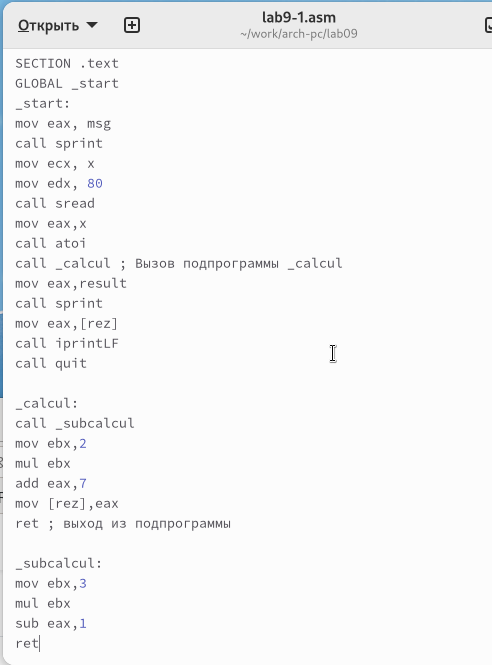 Открыть
lab9-1.asm
~/work/arch-pc/lab09
SECTION .text
GLOBAL _start
_start:
mov eax, msg
call sprint
mov ecx, x
mov edx, 80
call sread
mov eax,x
call atoi
call _calcul ; Вызов подпрограммы _calcul
mov eax,result
call sprint
mov eax,[rez]
call iprintLF
call quit

_calcul:
call _subcalcul
mov ebx,2
mul ebx
add eax,7
mov [rez],eax
ret ; выход из подпрограммы

_subcalcul:
mov ebx,3
mul ebx
sub eax,1
ret